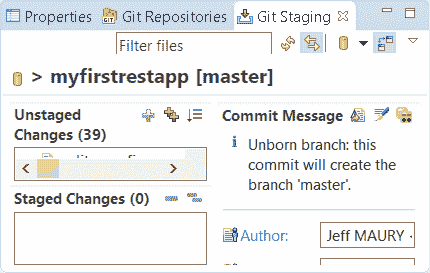 Properties Git Repositories Git Staging
Filter files
> myfirstrestapp [master]
Unstaged Changes (39)
Staged Changes (0)
Commit Message
Unborn branch: this
commit will create the
branch 'master'.
Author: Jeff MAURY